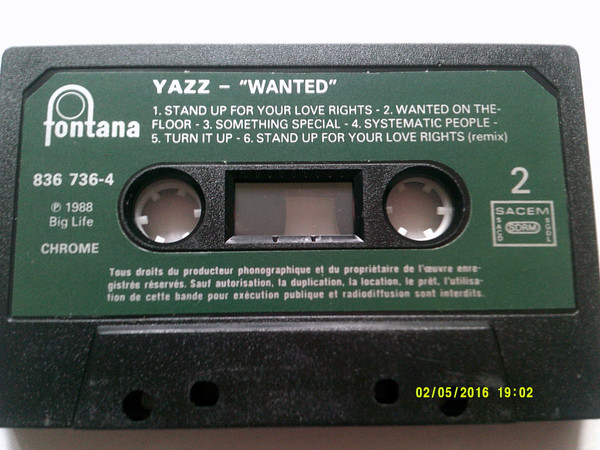 YAZZ – "WANTED"
1. STAND UP FOR YOUR LOVE RIGHTS - 2. WANTED ON THE-
FLOOR - 3. SOMETHING SPECIAL - 4. SYSTEMATIC PEOPLE -
5. TURN IT UP - 6. STAND UP FOR YOUR LOVE RIGHTS (remix)
fontana
836 736-4
℗ 1988
Big Life
CHROME
2
SACEM
SACD
SDRM
SGDL
Tous droits du producteur phonographique et du propriétaire de l'œuvre enre-
gistrée réservés. Sauf autorisation, la duplication, la location, le prêt, l'utilisa-
tion de cette bande pour exécution publique et radiodiffusion sont interdits.
02/05/2016 19:02